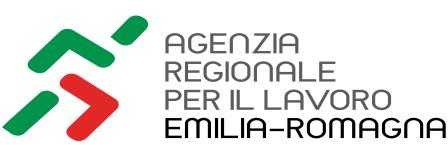 AGENZIA
REGIONALE
PER IL LAVORO
EMILIA-ROMAGNA